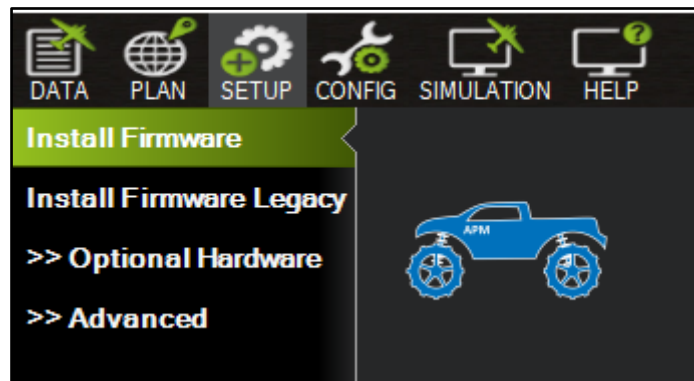 DATA PLAN SETUP CONFIG SIMULATION HELP
?
Install Firmware
Install Firmware Legacy
>> Optional Hardware
>> Advanced
APM